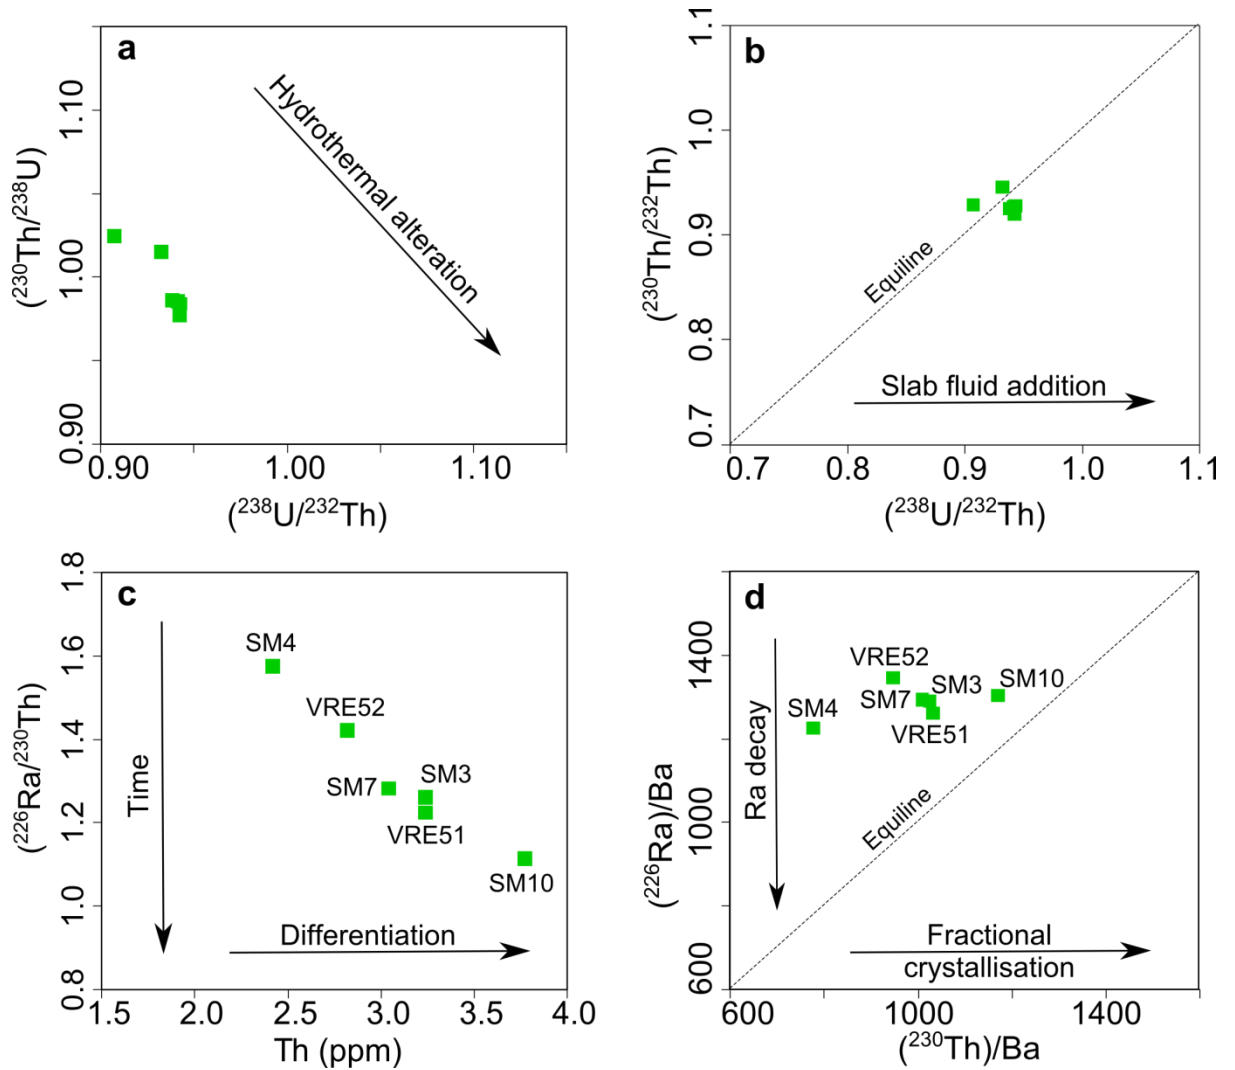 a
Hydrothermal alteration
1.10
1.00
0.90
(²³⁰Th/²³⁸U)
0.90
1.00
1.10
(²³⁸U/²³²Th)
b
Equiline
Slab fluid addition
1.1
1.0
0.9
0.8
0.7
(²³⁰Th/²³²Th)
0.7
0.8
0.9
1.0
1.1
(²³⁸U/²³²Th)
c
SM4
VRE52
SM7
SM3
VRE51
SM10
Time
Differentiation
1.8
1.6
1.4
1.2
1.0
0.8
(²²⁶Ra/²³⁰Th)
1.5
2.0
2.5
3.0
3.5
4.0
Th (ppm)
d
VRE52
SM7
SM3
SM10
SM4
VRE51
Ra decay
Equiline
Fractional
crystallisation
1400
1000
600
(²²⁶Ra)/Ba
600
1000
1400
(²³⁰Th)/Ba